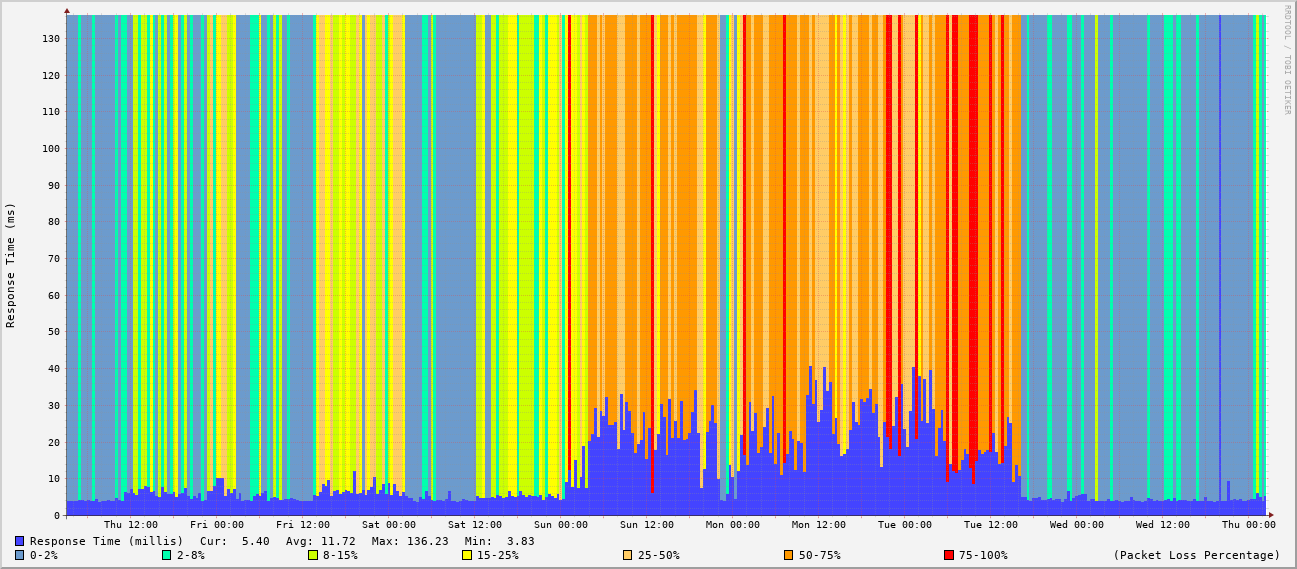 RRDTOOL / TOBI OETIKER
Response Time (ms)
130
120
110
100
90
80
70
60
50
40
30
20
10
0
Thu 12:00 Fri 00:00 Fri 12:00 Sat 00:00 Sat 12:00 Sun 00:00 Sun 12:00 Mon 00:00 Mon 12:00 Tue 00:00 Tue 12:00 Wed 00:00 Wed 12:00 Thu 00:00
Response Time (millis) Cur: 5.40 Avg: 11.72 Max: 136.23 Min: 3.83
0-2% 2-8% 8-15% 15-25% 25-50% 50-75% 75-100% (Packet Loss Percentage)